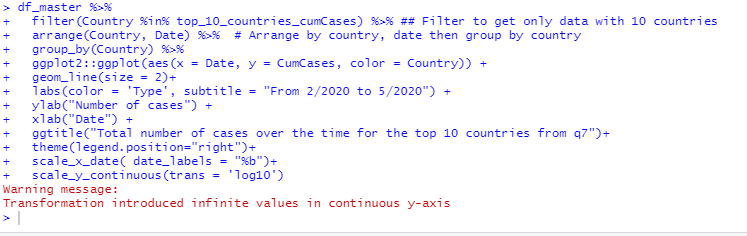 > df_master %>%
+   filter(Country %in% top_10_countries_cumCases) %>% ## Filter to get only data with 10 countries
+   arrange(Country, Date) %>%  # Arrange by country, date then group by country
+   group_by(Country) %>%
+   ggplot2::ggplot(aes(x = Date, y = CumCases, color = Country)) +
+   geom_line(size = 2)+
+   labs(color = 'Type', subtitle = "From 2/2020 to 5/2020") +
+   ylab("Number of cases") +
+   xlab("Date") +
+   ggtitle("Total number of cases over the time for the top 10 countries from q7")+
+   theme(legend.position="right")+
+   scale_x_date( date_labels = "%b")+
+   scale_y_continuous(trans = 'log10')
Warning message:
Transformation introduced infinite values in continuous y-axis
>